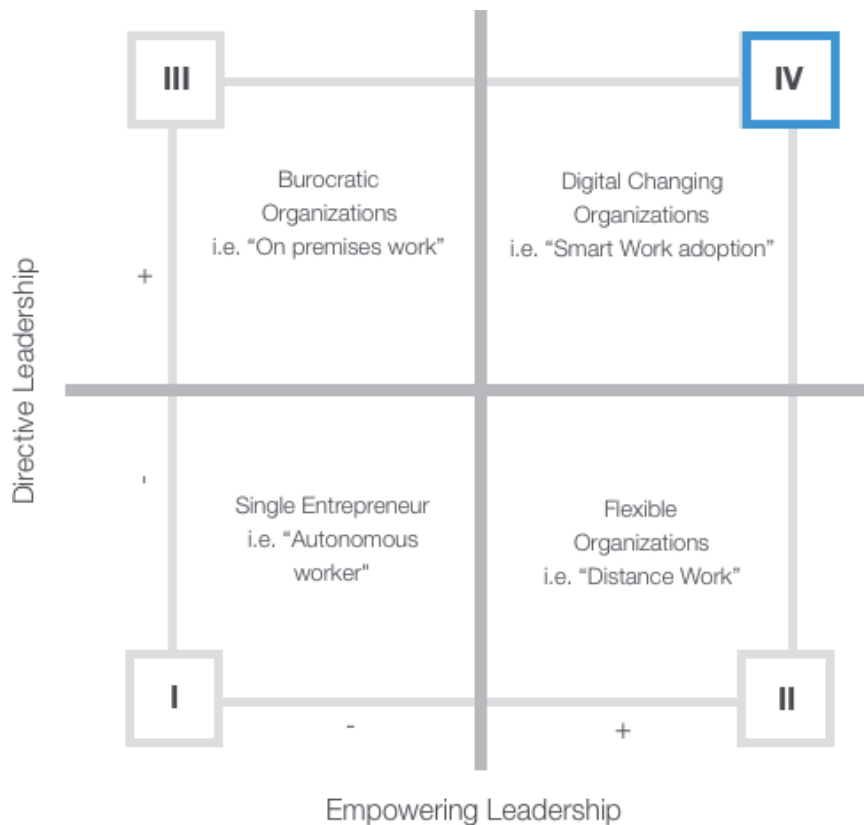 III
IV
Burocratic
Organizations
i.e. “On premises work”
Digital Changing
Organizations
i.e. “Smart Work adoption”
+
Directive Leadership
-
Single Entrepreneur
i.e. “Autonomous
worker"
Flexible
Organizations
i.e. “Distance Work”
I
II
-
+
Empowering Leadership